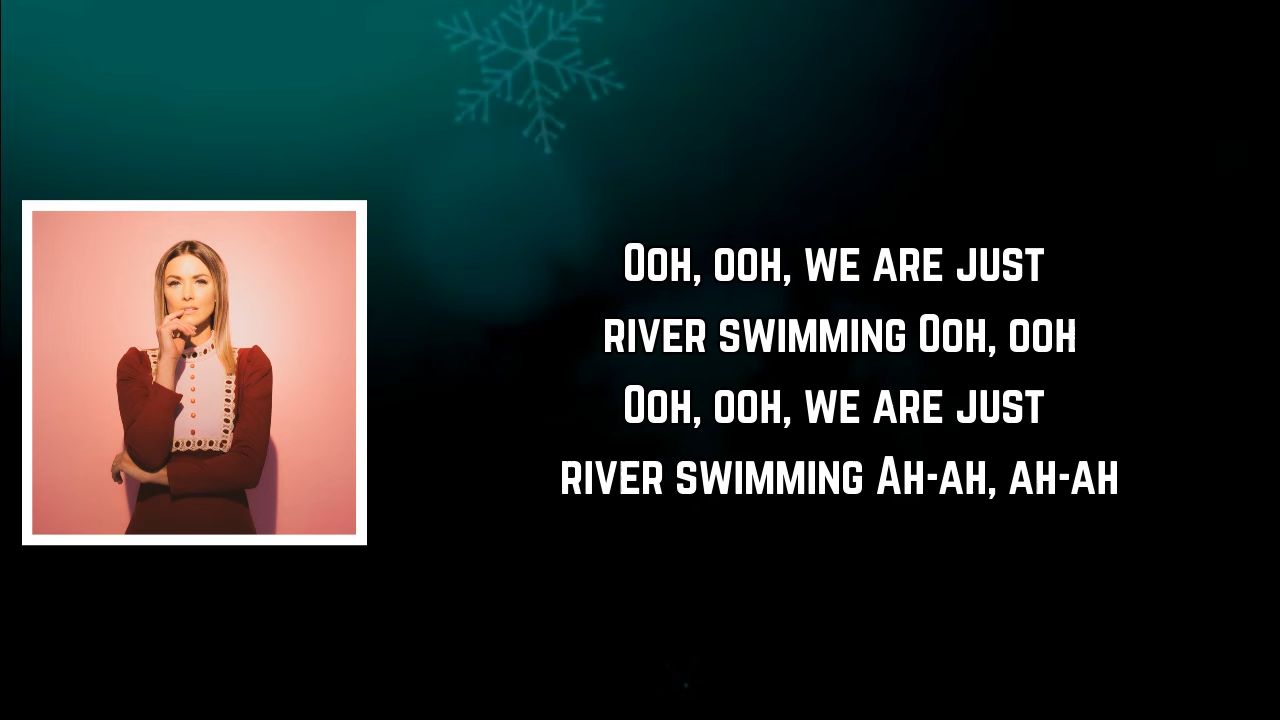 Ooh, ooh, we are just
river swimming Ooh, ooh
Ooh, ooh, we are just
river swimming Ah-ah, ah-ah